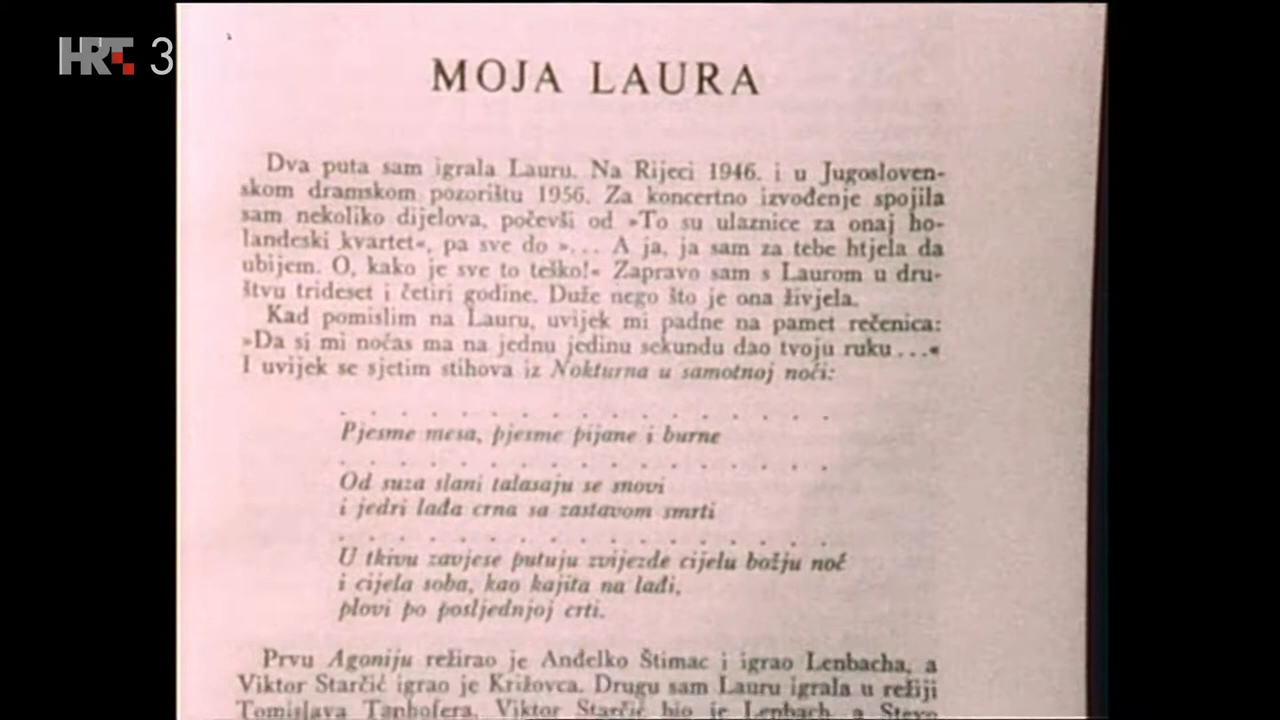 HRT 3
MOJA LAURA
Dva puta sam igrala Lauru. Na Rijeci 1946. i u Jugosloven-
skom dramskom pozorištu 1956. Za koncertno izvođenje spojila
sam nekoliko dijelova, počevši od »To su ulaznice za onaj ho-
landeski kvartet«, pa sve do »... A ja, ja sam za tebe htjela da
ubijem. O, kako je sve to teško!« Zapravo sam s Laurom u dru-
štvu trideset i četiri godine. Duže nego što je ona živjela.
Kad pomislim na Lauru, uvijek mi padne na pamet rečenica:
»Da si mi noćas ma na jednu jedinu sekundu dao tvoju ruku ...«
I uvijek se sjetim stihova iz Nokturna u samotnoj noći:
. . . . . . . . . . . . . . . . .
Pjesme mesa, pjesme pijane i burne
. . . . . . . . . . . . . . . . .
Od suza slani talasaju se snovi
i jedri lađa crna sa zastavom smrti
. . . . . . . . . . . . . . . . .
U tkivu zavjese putuju zvijezde cijelu božju noć
i cijela soba, kao kajita na lađi,
plovi po posljednjoj crti.
Prvu Agoniju režirao je Anđelko Štimac i igrao Lenbacha, a
Viktor Starčić igrao je Križovca. Drugu sam Lauru igrala u režiji
Tomislava Tanhofera, Viktor Starčić bio je Lenbach, a Stevo